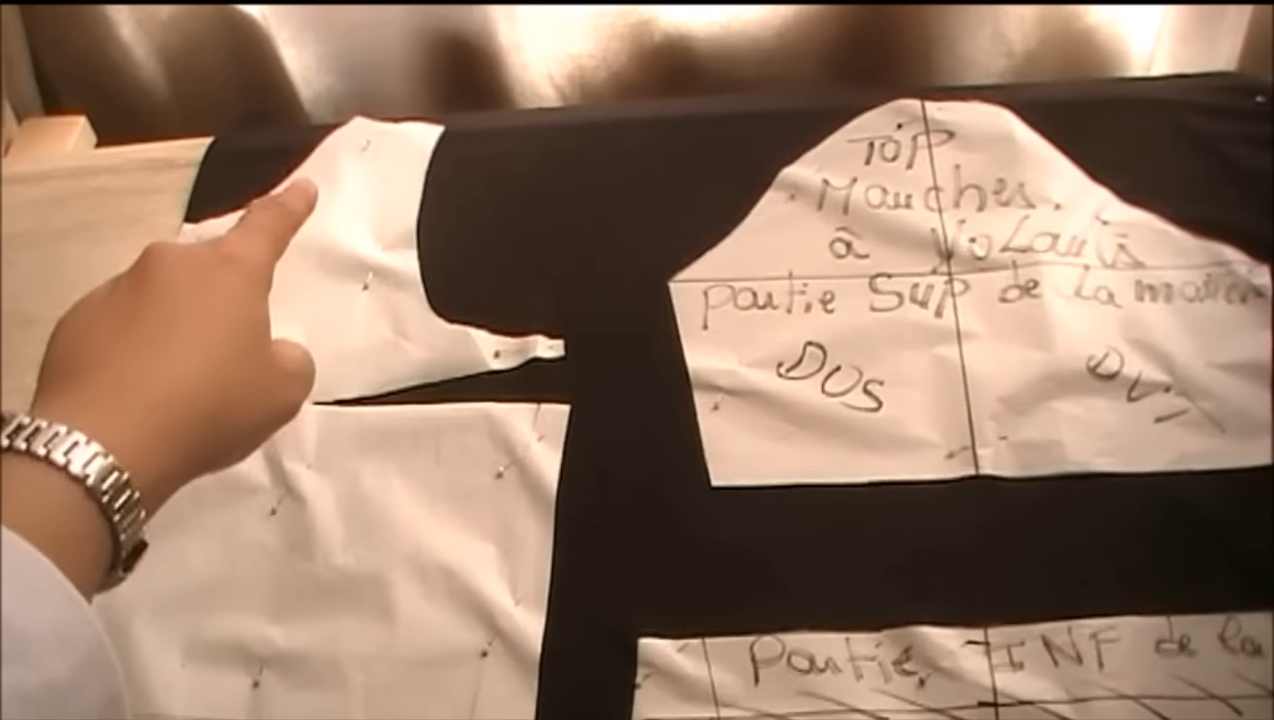 TOP
Manches
à Volants
partie Sup de la
DOS
Partie INF de la